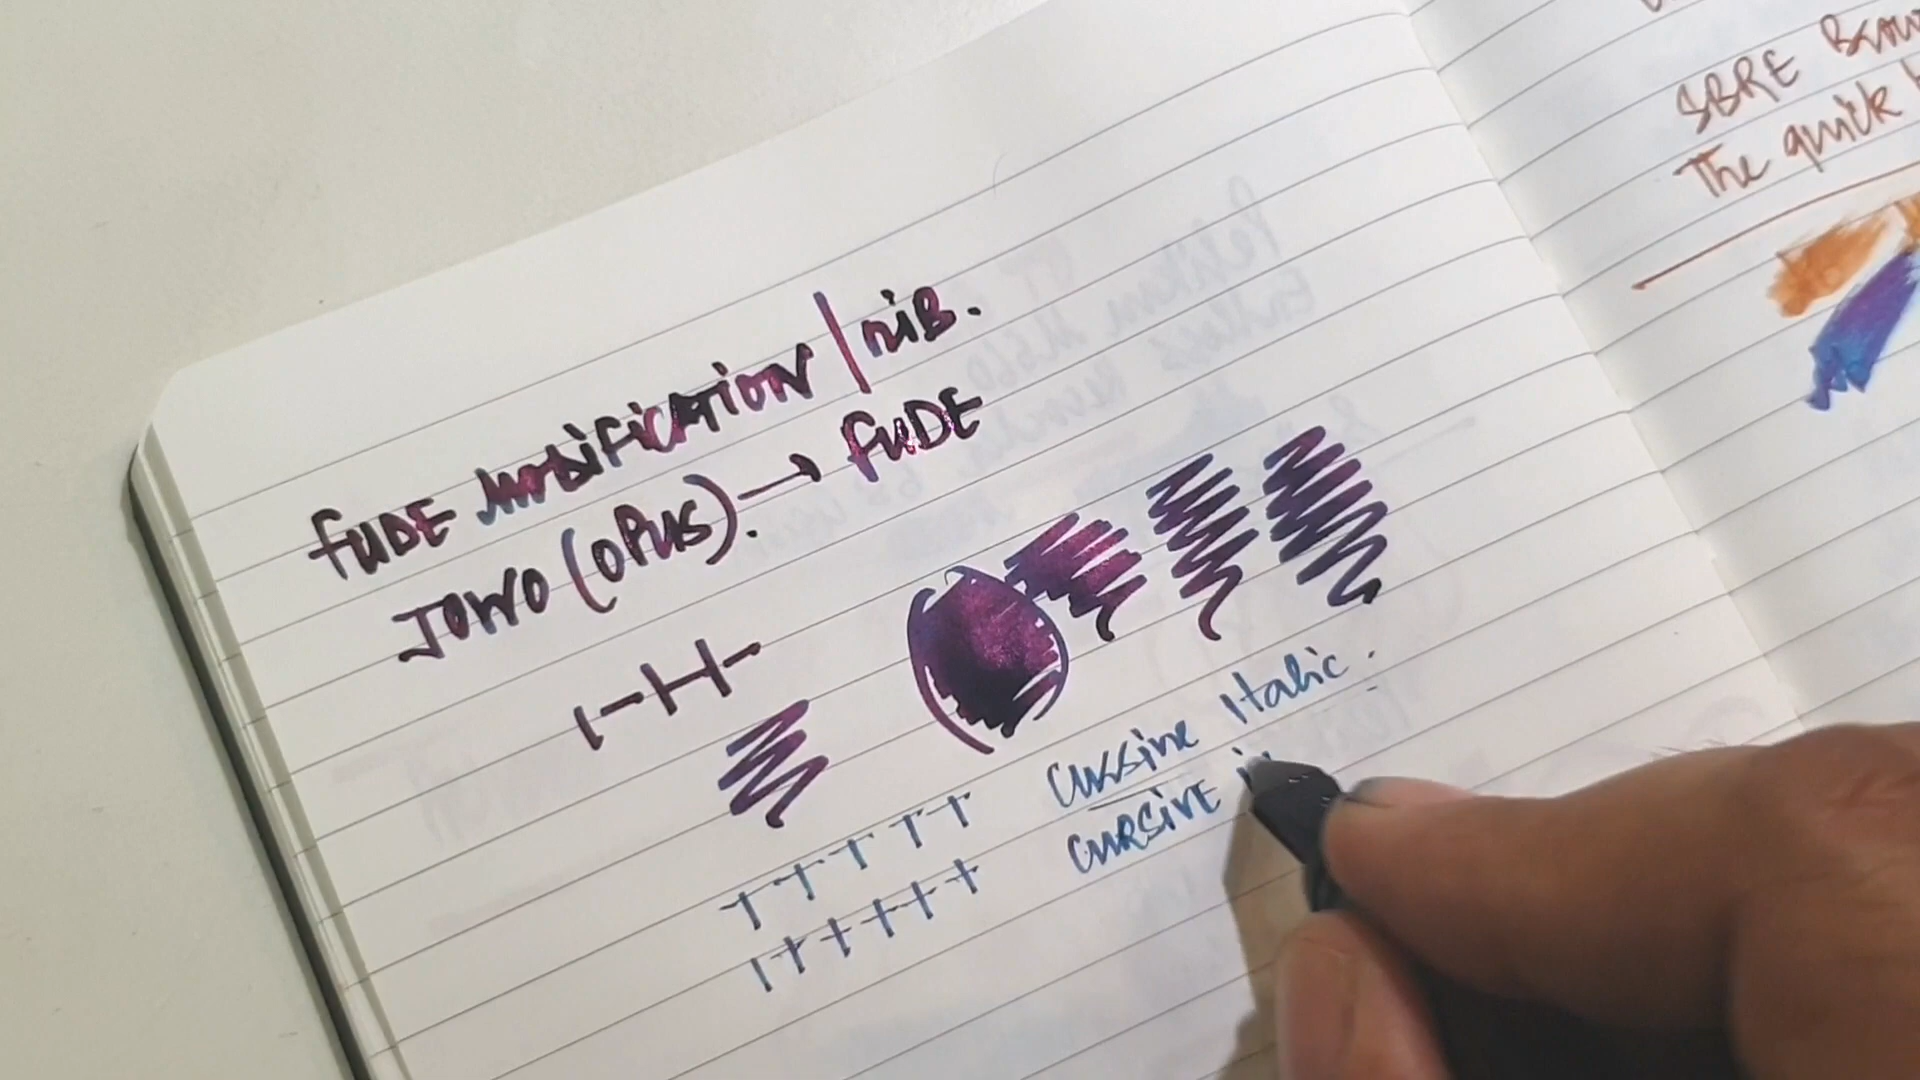 FUDE MODIFICATION / NIB.
JOWO (OPUS). → FUDE
Cursive Italic.
CURSIVE i
SBRE
The quick